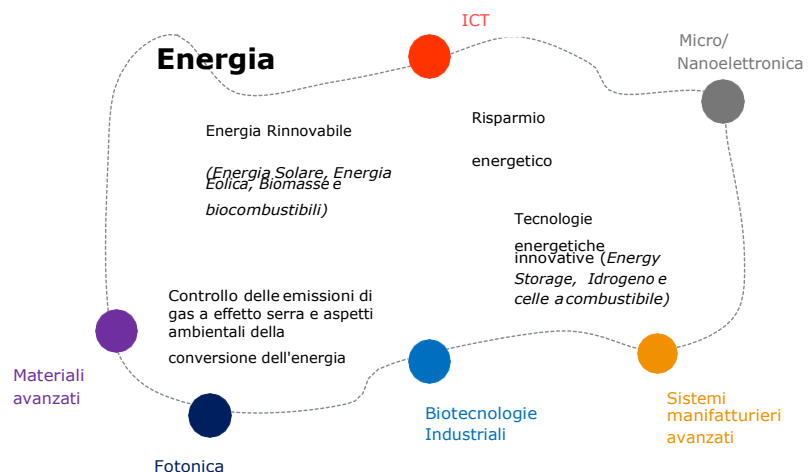 ICT
Energia
Micro/
Nanoelettronica
Energia Rinnovabile
(Energia Solare, Energia
Eolica, Biomasse e
biocombustibili)
Risparmio
energetico
Tecnologie
energetiche
innovative (Energy
Storage, Idrogeno e
celle a combustibile)
Controllo delle emissioni di
gas a effetto serra e aspetti
ambientali della
conversione dell'energia
Materiali
avanzati
Fotonica
Biotecnologie
Industriali
Sistemi
manifatturieri
avanzati